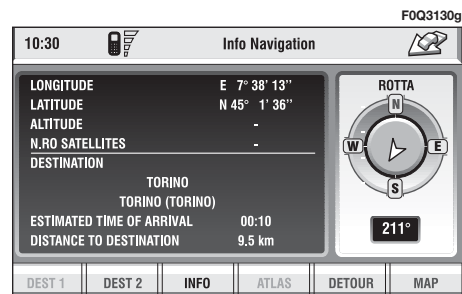 F0Q3130g
10:30 Info Navigation
LONGITUDE E 7° 38' 13''
LATITUDE N 45° 1' 36''
ALTITUDE -
N.RO SATELLITES -
DESTINATION
TORINO
TORINO (TORINO)
ESTIMATED TIME OF ARRIVAL 00:10
DISTANCE TO DESTINATION 9.5 km
ROTTA
N
W E
S
211°
DEST 1 DEST 2 INFO ATLAS DETOUR MAP